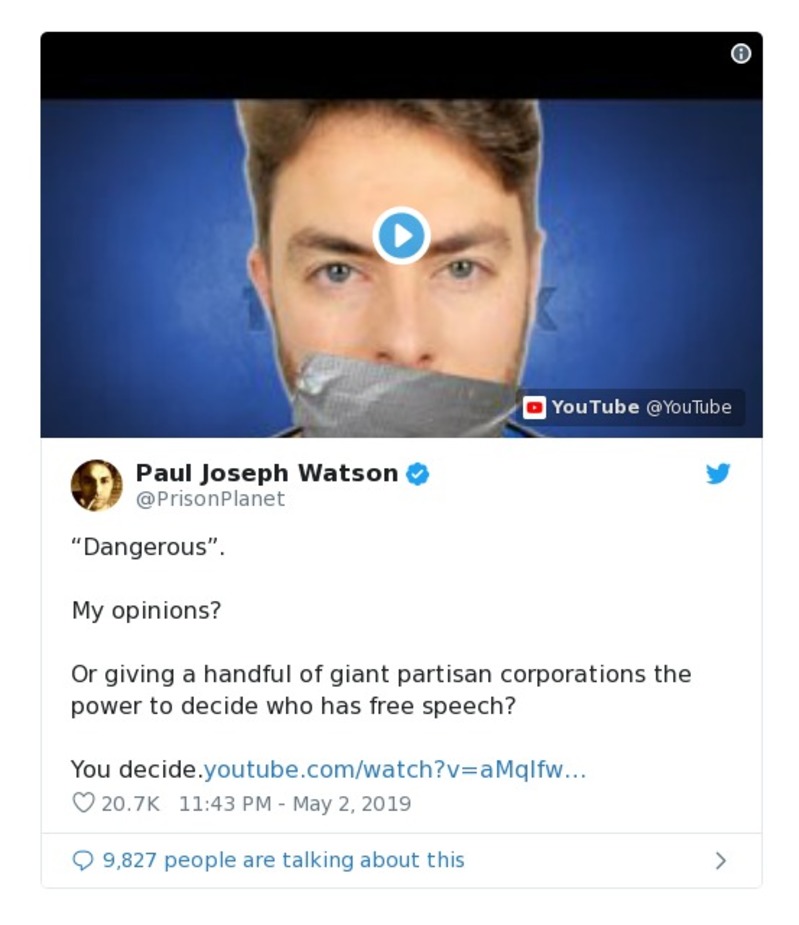 YouTube @YouTube
Paul Joseph Watson
@PrisonPlanet
“Dangerous”.
My opinions?
Or giving a handful of giant partisan corporations the
power to decide who has free speech?
You decide.youtube.com/watch?v=aMqlfw…
20.7K 11:43 PM - May 2, 2019
9,827 people are talking about this